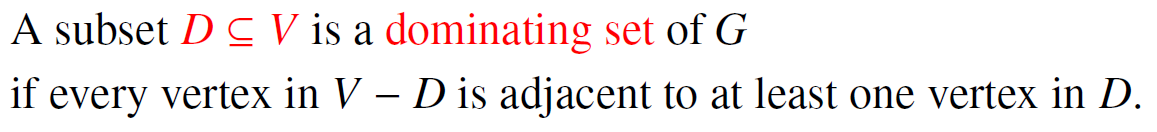 A subset D ⊆ V is a dominating set of G
if every vertex in V – D is adjacent to at least one vertex in D.